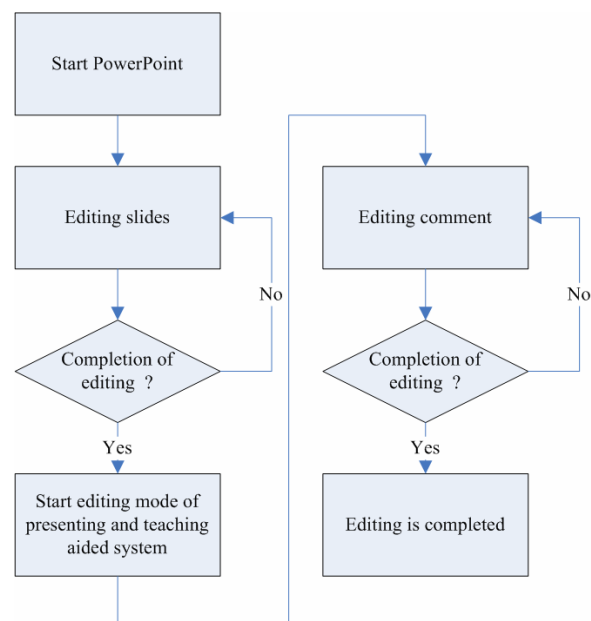 Start PowerPoint
Editing slides
No
Completion of
editing ?
Yes
Start editing mode of
presenting and teaching
aided system
Editing comment
No
Completion of
editing ?
Yes
Editing is completed